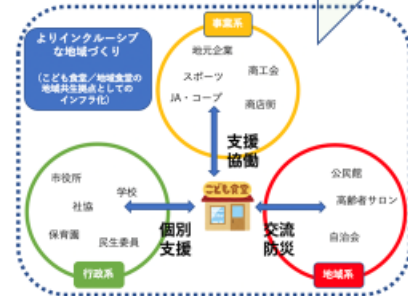 よりインクルーシブ
な地域づくり
（こども食堂／地域食堂の
地域共生拠点としての
インフラ化）
事業系
地元企業
スポーツ
商工会
JA・コープ
商店街
支援
協働
市役所
学校
社協
保育園
民生委員
行政系
個別
支援
こども食堂
交流
防災
公民館
高齢者サロン
自治会
地域系